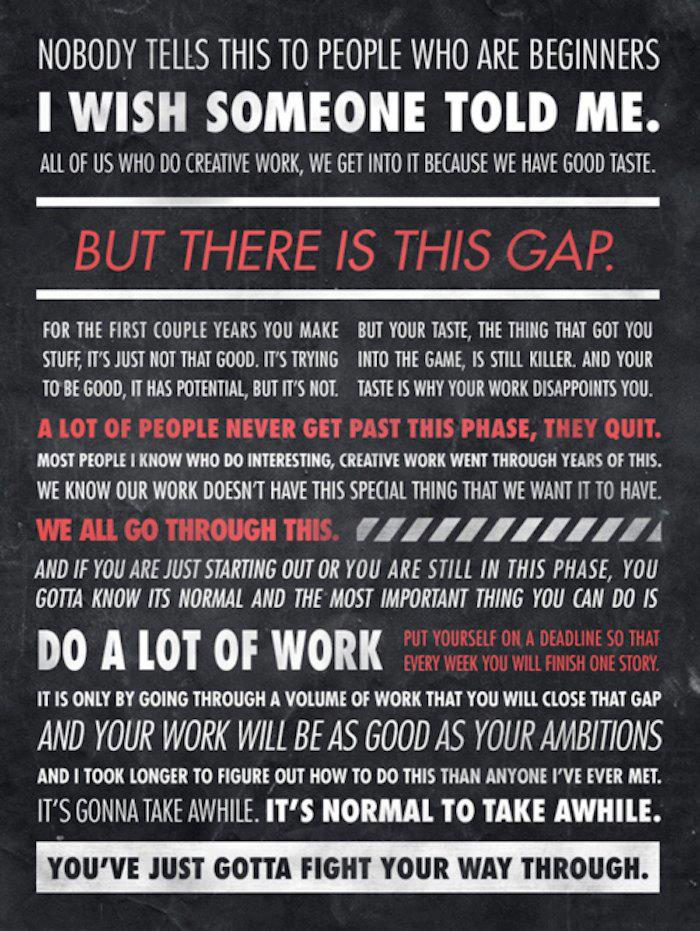 NOBODY TELLS THIS TO PEOPLE WHO ARE BEGINNERS
I WISH SOMEONE TOLD ME.
ALL OF US WHO DO CREATIVE WORK, WE GET INTO IT BECAUSE WE HAVE GOOD TASTE.
BUT THERE IS THIS GAP.
FOR THE FIRST COUPLE YEARS YOU MAKE
STUFF, IT'S JUST NOT THAT GOOD. IT'S TRYING
TO BE GOOD, IT HAS POTENTIAL, BUT IT'S NOT.
BUT YOUR TASTE, THE THING THAT GOT YOU
INTO THE GAME, IS STILL KILLER. AND YOUR
TASTE IS WHY YOUR WORK DISAPPOINTS YOU.
A LOT OF PEOPLE NEVER GET PAST THIS PHASE, THEY QUIT.
MOST PEOPLE I KNOW WHO DO INTERESTING, CREATIVE WORK WENT THROUGH YEARS OF THIS.
WE KNOW OUR WORK DOESN'T HAVE THIS SPECIAL THING THAT WE WANT IT TO HAVE.
WE ALL GO THROUGH THIS.
AND IF YOU ARE JUST STARTING OUT OR YOU ARE STILL IN THIS PHASE, YOU
GOTTA KNOW ITS NORMAL AND THE MOST IMPORTANT THING YOU CAN DO IS
DO A LOT OF WORK
PUT YOURSELF ON A DEADLINE SO THAT
EVERY WEEK YOU WILL FINISH ONE STORY.
IT IS ONLY BY GOING THROUGH A VOLUME OF WORK THAT YOU WILL CLOSE THAT GAP
AND YOUR WORK WILL BE AS GOOD AS YOUR AMBITIONS
AND I TOOK LONGER TO FIGURE OUT HOW TO DO THIS THAN ANYONE I'VE EVER MET.
IT'S GONNA TAKE AWHILE. IT'S NORMAL TO TAKE AWHILE.
YOU'VE JUST GOTTA FIGHT YOUR WAY THROUGH.